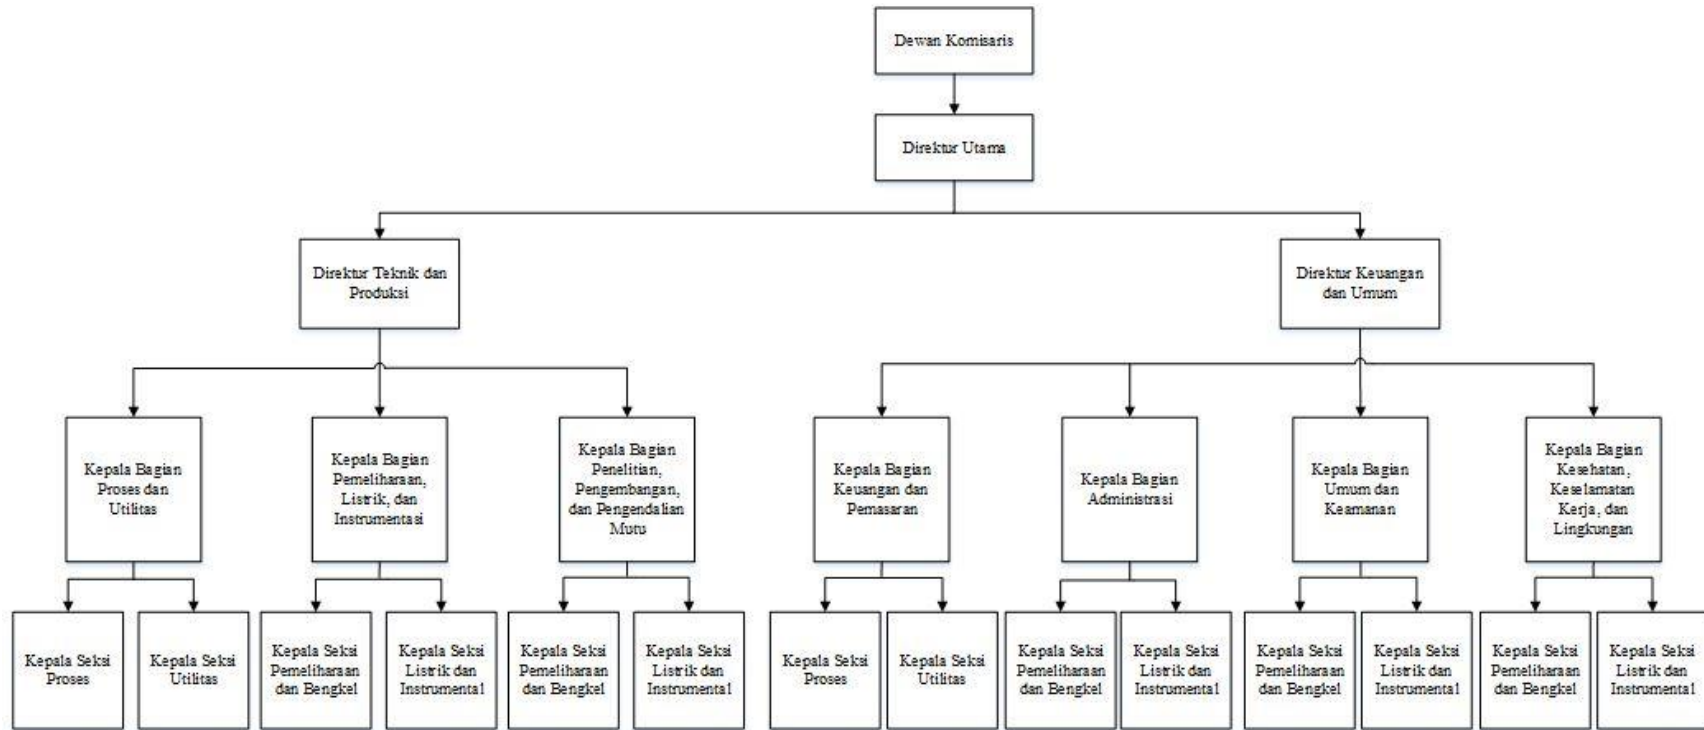 Dewan Komisaris
Direktur Utama
Direktur Teknik dan
Produksi
Direktur Keuangan
dan Umum
Kepala Bagian
Proses dan
Utilitas
Kepala Bagian
Pemeliharaan,
Listrik, dan
Instrumentasi
Kepala Bagian
Penelitian,
Pengembangan,
dan Pengendalian
Mutu
Kepala Bagian
Keuangan dan
Pemasaran
Kepala Bagian
Administrasi
Kepala Bagian
Umum dan
Keamanan
Kepala Bagian
Kesehatan,
Keselamatan
Kerja, dan
Lingkungan
Kepala Seksi
Proses
Kepala Seksi
Utilitas
Kepala Seksi
Pemeliharaan
dan Bengkel
Kepala Seksi
Listrik dan
Instrumental
Kepala Seksi
Pemeliharaan
dan Bengkel
Kepala Seksi
Listrik dan
Instrumental
Kepala Seksi
Proses
Kepala Seksi
Utilitas
Kepala Seksi
Pemeliharaan
dan Bengkel
Kepala Seksi
Listrik dan
Instrumental
Kepala Seksi
Pemeliharaan
dan Bengkel
Kepala Seksi
Listrik dan
Instrumental
Kepala Seksi
Pemeliharaan
dan Bengkel
Kepala Seksi
Listrik dan
Instrumental